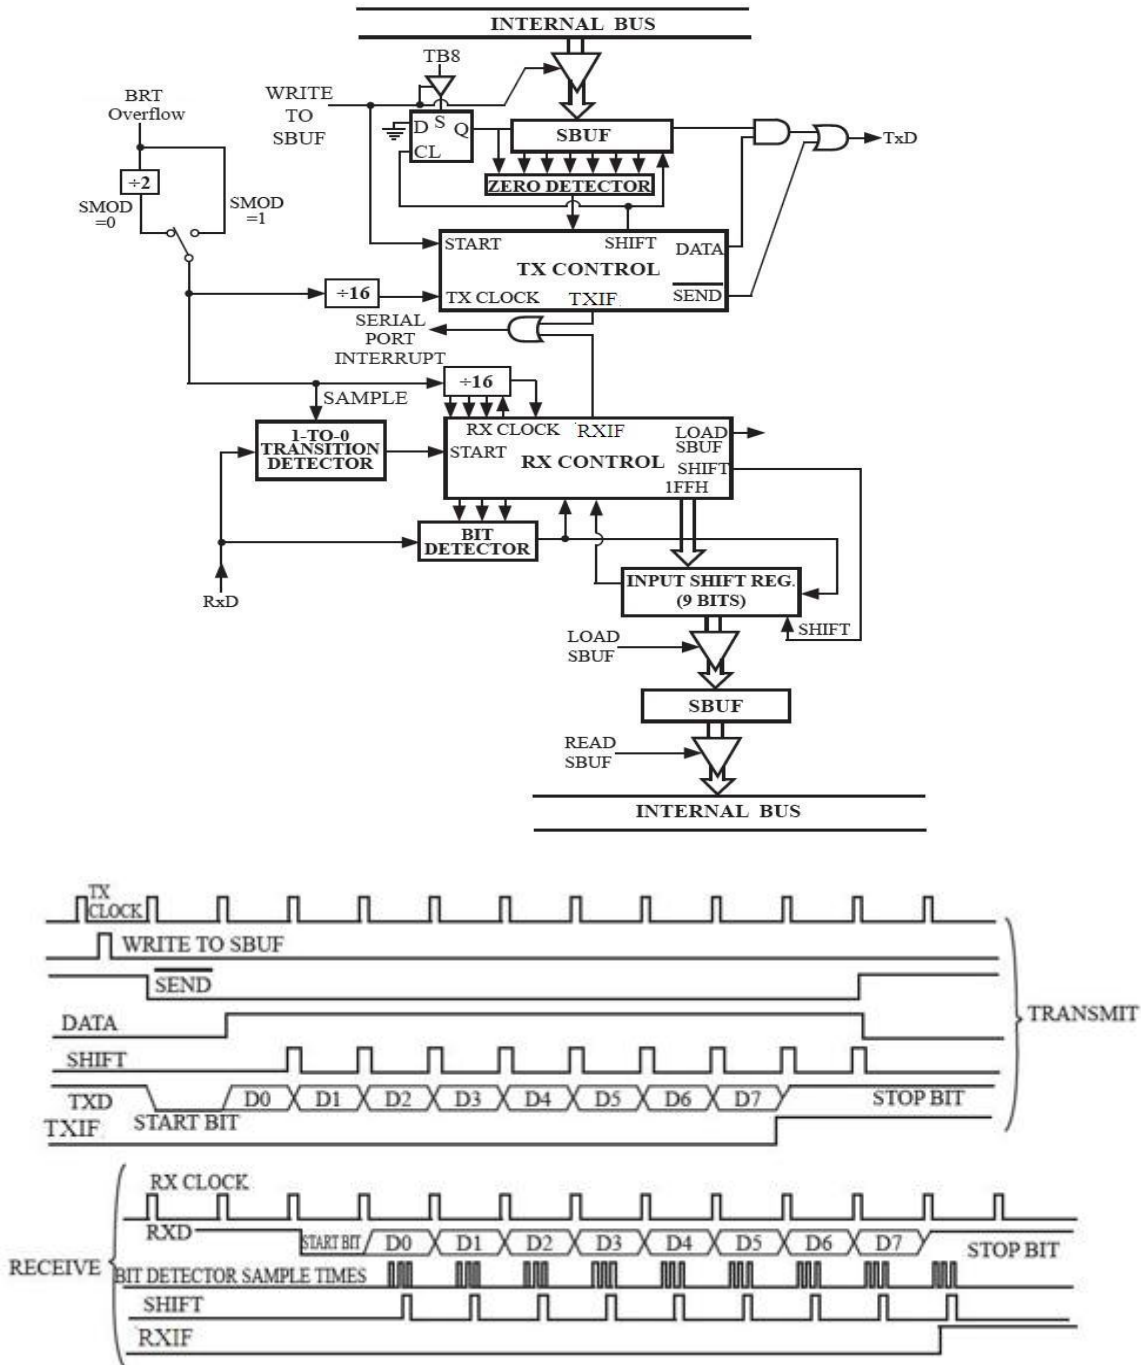 INTERNAL BUS
TB8
WRITE
TO
SBUF
BRT
Overflow
÷2
SMOD
=0
SMOD
=1
D
S
Q
CL
SBUF
TxD
ZERO DETECTOR
START
SHIFT
DATA
TX CONTROL
SEND
TX CLOCK
TXIF
÷16
SERIAL
PORT
INTERRUPT
÷16
SAMPLE
1-TO-0
TRANSITION
DETECTOR
RX CLOCK
RXIF
LOAD
SBUF
START
RX CONTROL
SHIFT
1FFH
BIT
DETECTOR
RxD
INPUT SHIFT REG.
(9 BITS)
SHIFT
LOAD
SBUF
SBUF
READ
SBUF
INTERNAL BUS
TX
CLOCK
WRITE TO SBUF
SEND
DATA
TRANSMIT
SHIFT
TXD
D0 D1 D2 D3 D4 D5 D6 D7
STOP BIT
START BIT
TXIF
RX CLOCK
RXD
START BIT
D0 D1 D2 D3 D4 D5 D6 D7
STOP BIT
RECEIVE
BIT DETECTOR SAMPLE TIMES
SHIFT
RXIF